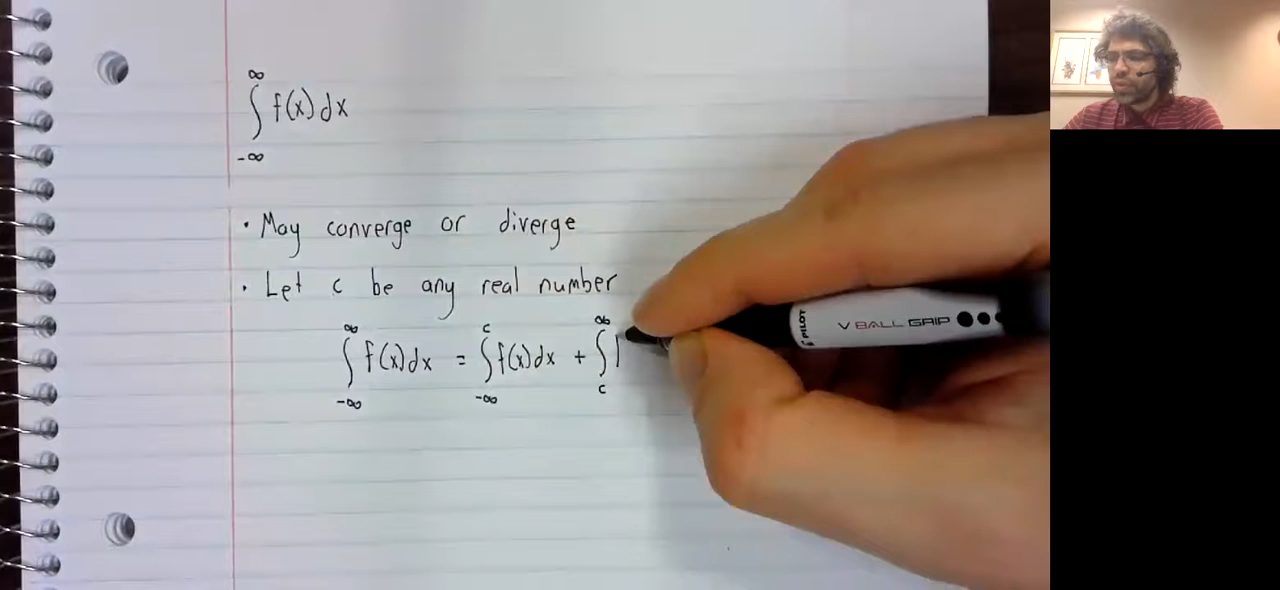 ∞
∫ f(x)dx
-∞
· May converge or diverge
· Let c be any real number
∞ c ∞
∫ f(x)dx = ∫ f(x)dx + ∫
-∞ -∞ c
PILOT V BALL GRIP